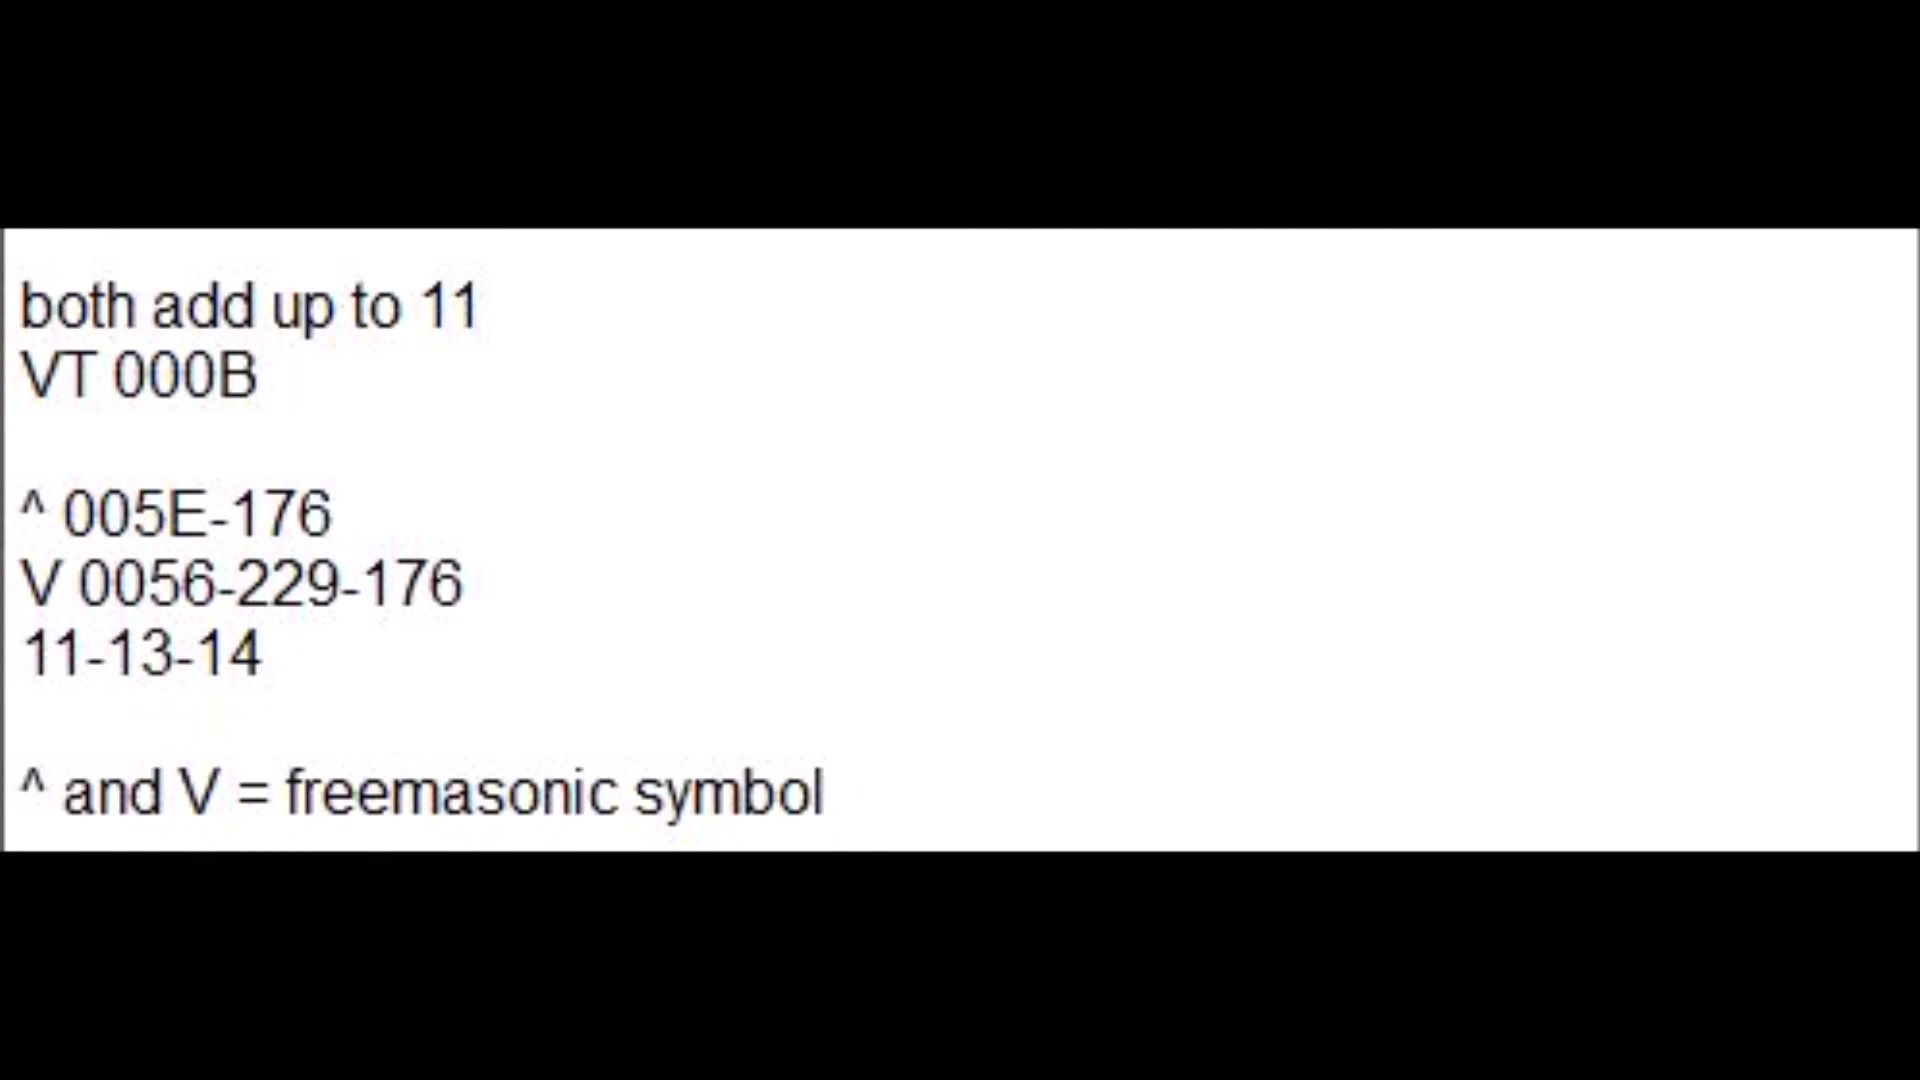 both add up to 11
VT 000B
^ 005E-176
V 0056-229-176
11-13-14
^ and V = freemasonic symbol